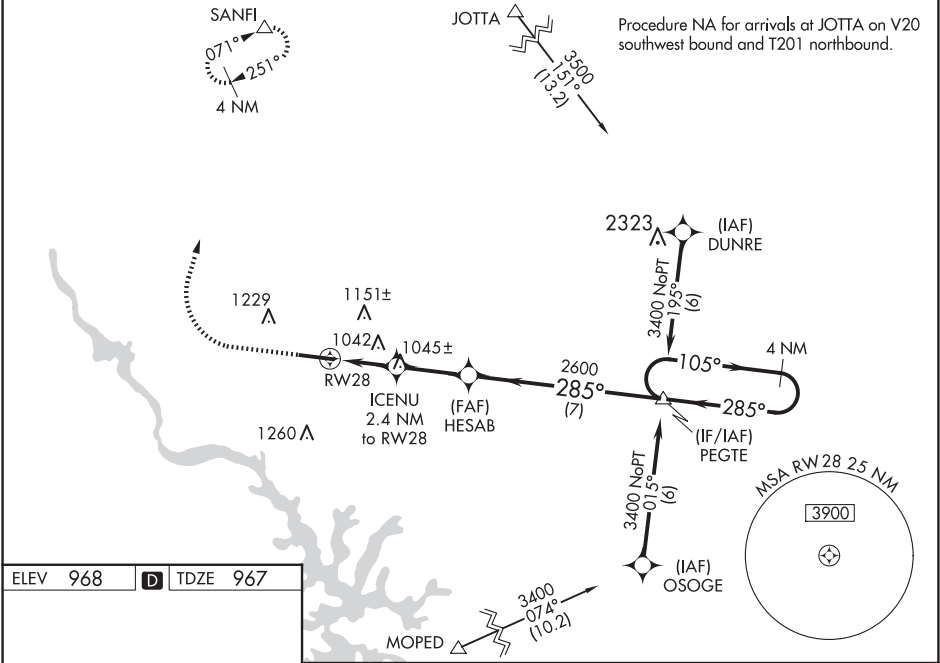 SANFI
071°
251°
4 NM
JOTTA
3500
151°
(13.2)
Procedure NA for arrivals at JOTTA on V20
southwest bound and T201 northbound.
2323
(IAF)
DUNRE
3400 NoPT
195°
(6)
1229
1151±
1042
1045±
RW28
ICENU
2.4 NM
to RW28
(FAF)
HESAB
2600
285°
(7)
105°
4 NM
285°
(IF/IAF)
PEGTE
1260
3400 NoPT
015°
(6)
(IAF)
OSOGE
MSA RW 28 25 NM
3900
ELEV 968 D TDZE 967
MOPED
3400
074°
(10.2)